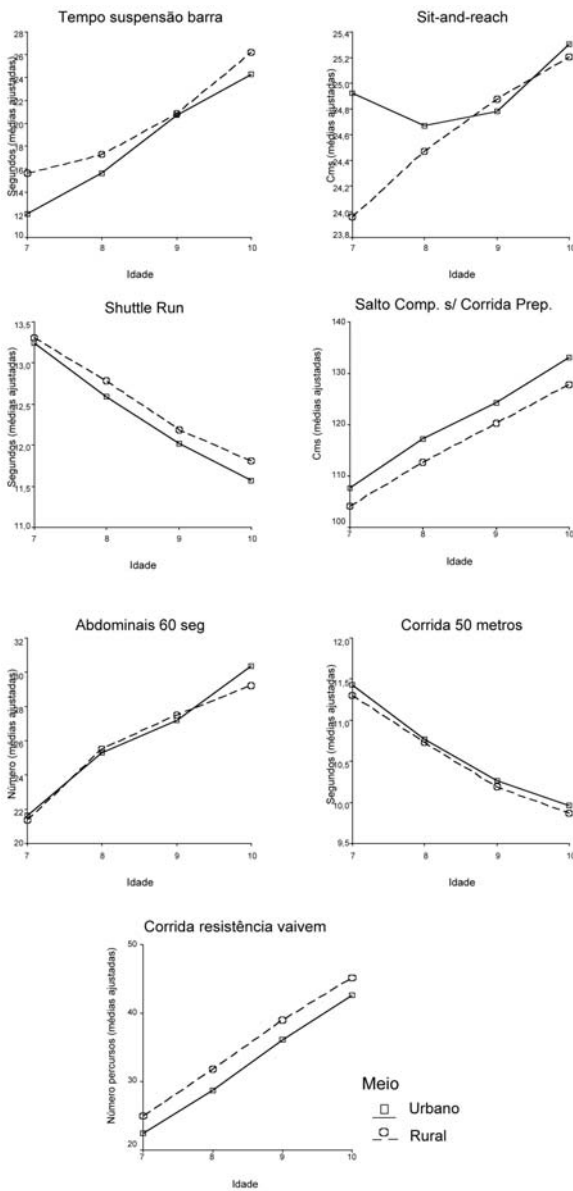 Tempo suspensão barra
Segundos (médias ajustadas)
28
26
24
22
20
18
16
14
12
10
7 8 9 10
Idade
Sit-and-reach
Cms (médias ajustadas)
25,4
25,2
25,0
24,8
24,6
24,4
24,2
24,0
23,8
7 8 9 10
Idade
Shuttle Run
Segundos (médias ajustadas)
13,5
13,0
12,5
12,0
11,5
11,0
7 8 9 10
Idade
Salto Comp. s/ Corrida Prep.
Cms (médias ajustadas)
140
130
120
110
100
7 8 9 10
Idade
Abdominais 60 seg
Número (médias ajustadas)
32
30
28
26
24
22
20
7 8 9 10
Idade
Corrida 50 metros
Segundos (médias ajustadas)
12,0
11,5
11,0
10,5
10,0
9,5
7 8 9 10
Idade
Corrida resistência vaivem
Número percursos (médias ajustadas)
50
40
30
20
7 8 9 10
Idade
Meio
Urbano
Rural